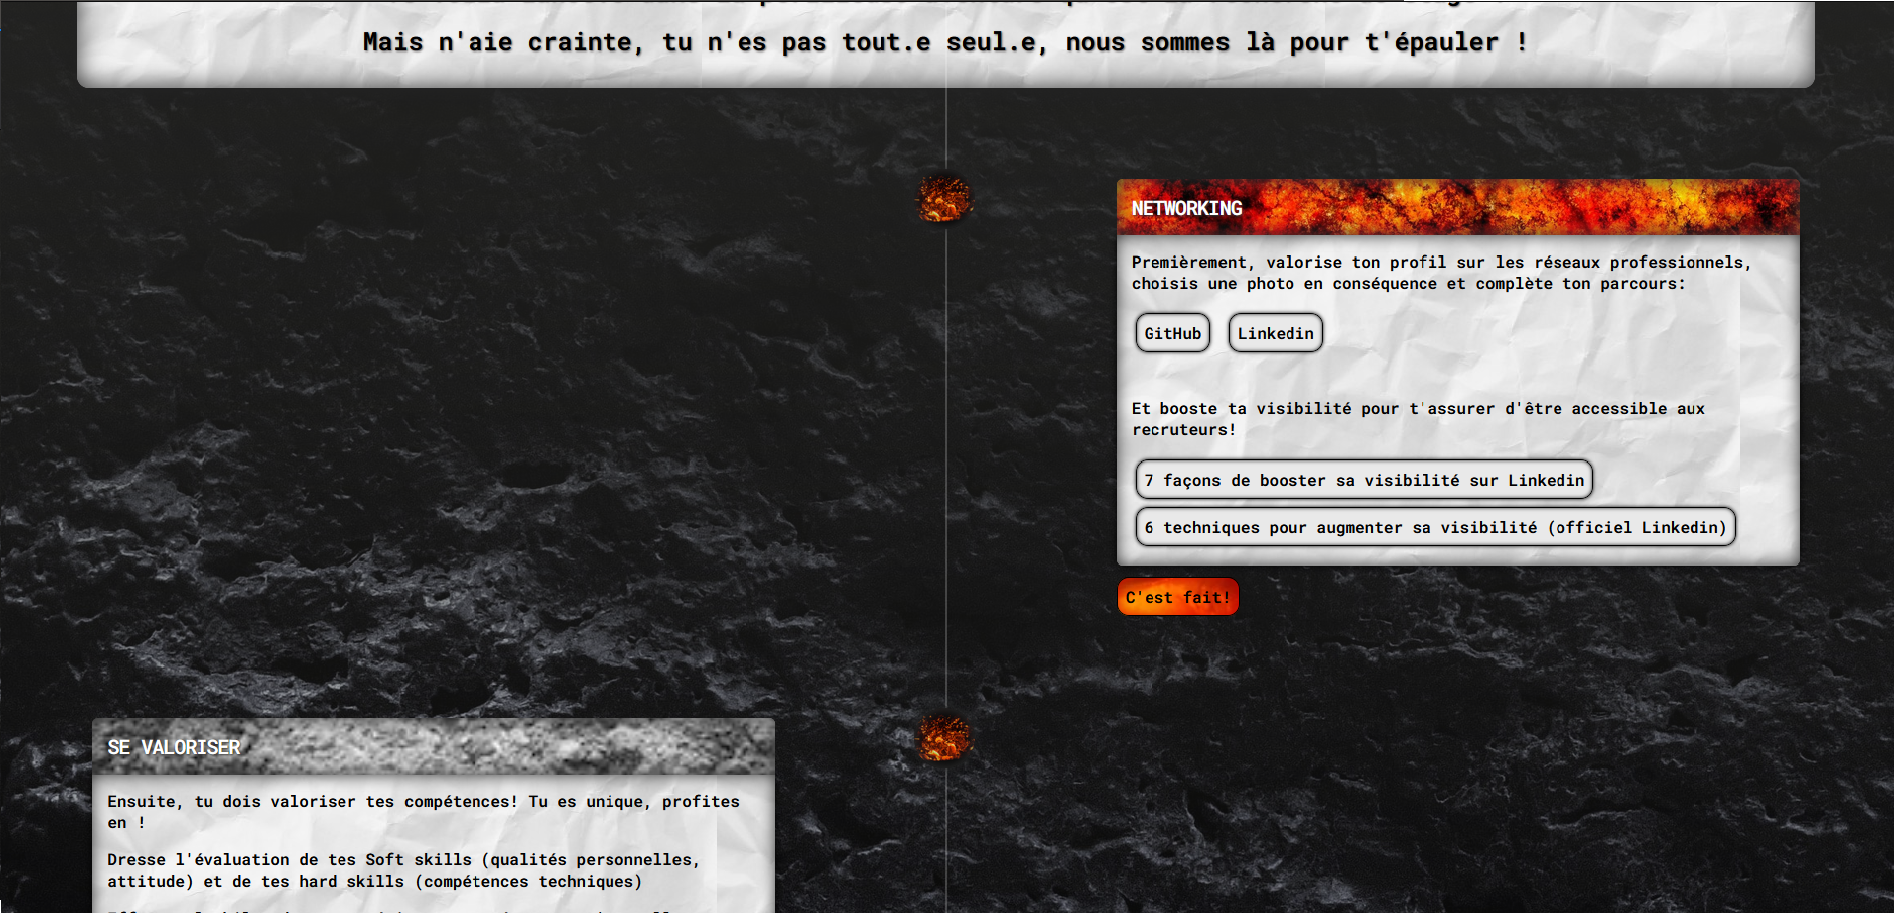 Mais n'aie crainte, tu n'es pas tout.e seul.e, nous sommes là pour t'épauler !
NETWORKING
Premièrement, valorise ton profil sur les réseaux professionnels,
choisis une photo en conséquence et complète ton parcours:
GitHub
Linkedin
Et booste ta visibilité pour t'assurer d'être accessible aux
recruteurs!
7 façons de booster sa visibilité sur Linkedin
6 techniques pour augmenter sa visibilité (officiel Linkedin)
C'est fait!
SE VALORISER
Ensuite, tu dois valoriser tes compétences! Tu es unique, profites
en !
Dresse l'évaluation de tes Soft skills (qualités personnelles,
attitude) et de tes hard skills (compétences techniques)